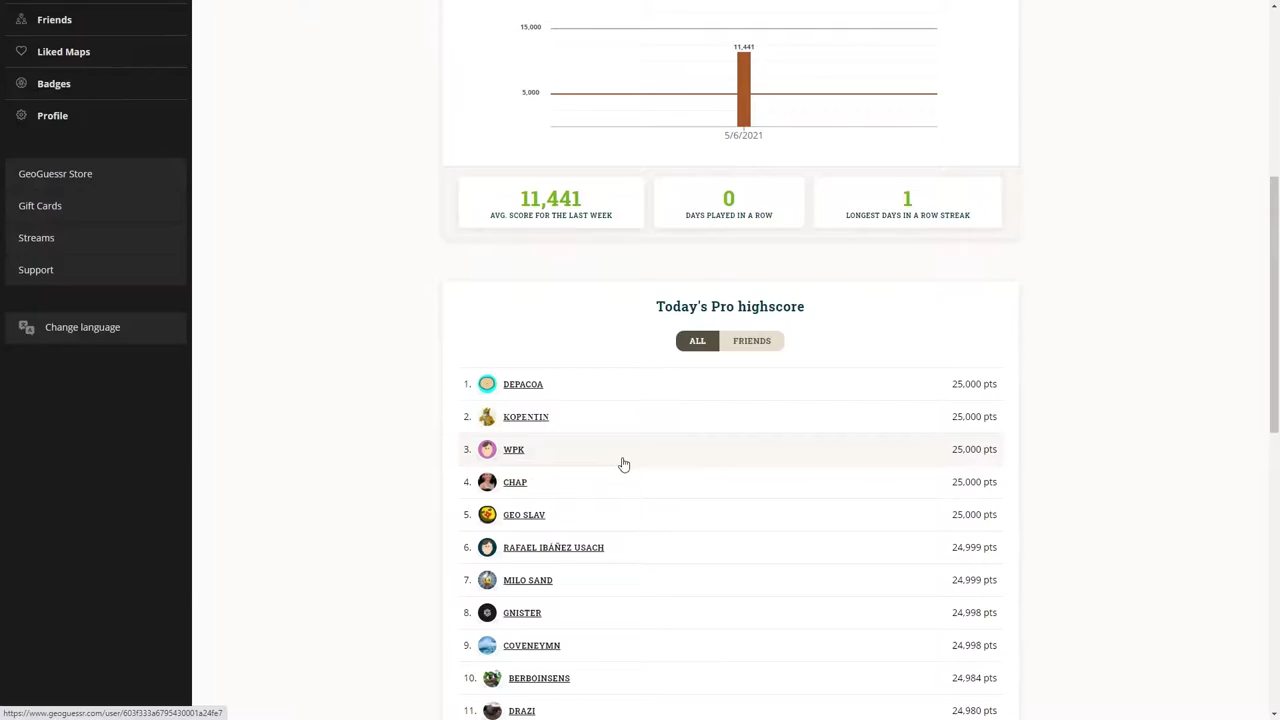 Friends
Liked Maps
Badges
Profile
GeoGuessr Store
Gift Cards
Streams
Support
Change language
15,000
11,441
5,000
5/6/2021
11,441
AVG. SCORE FOR THE LAST WEEK
0
DAYS PLAYED IN A ROW
1
LONGEST DAYS IN A ROW STREAK
Today's Pro highscore
ALL FRIENDS
1. DEPACOA 25,000 pts
2. KOPENTIN 25,000 pts
3. WPK 25,000 pts
4. CHAP 25,000 pts
5. GEO SLAV 25,000 pts
6. RAFAEL IBÁÑEZ USACH 24,999 pts
7. MILO SAND 24,999 pts
8. GNISTER 24,998 pts
9. COVENEYMN 24,998 pts
10. BERBOINSENS 24,984 pts
11. DRAZI 24,980 pts
https://www.geoguessr.com/user/603f333a6795430001a24fe7